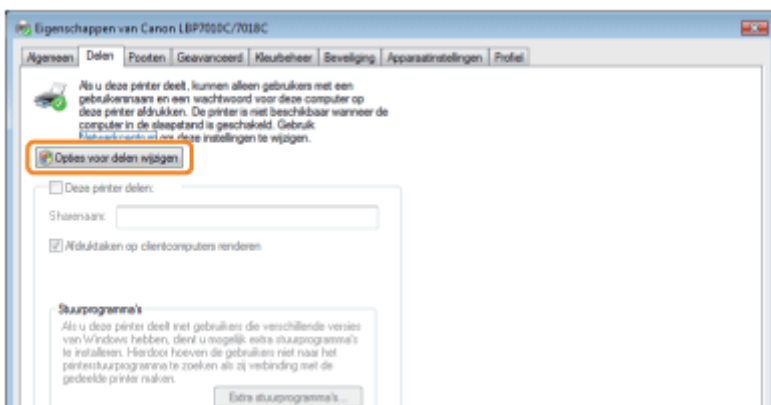 Eigenschappen van Canon LBP7010C/7018C
Algemeen Delen Poorten Geavanceerd Kleurbeheer Beveiliging Apparaatinstellingen Profiel
Als u deze printer deelt, kunnen alleen gebruikers met een
gebruikersnaam en een wachtwoord voor deze computer op
deze printer afdrukken. De printer is niet beschikbaar wanneer de
computer in de slaapstand is geschakeld. Gebruik
Netwerkcentrum om deze instellingen te wijzigen.
Opties voor delen wijzigen
Deze printer delen:
Sharenaam:
Afdruktaken op clientcomputers renderen
Stuurprogramma's
Als u deze printer deelt met gebruikers die verschillende versies
van Windows hebben, dient u mogelijk extra stuurprogramma's
te installeren. Hierdoor hoeven de gebruikers niet naar het
printerstuurprogramma te zoeken als zij verbinding met de
gedeelde printer maken.
Extra stuurprogramma's...